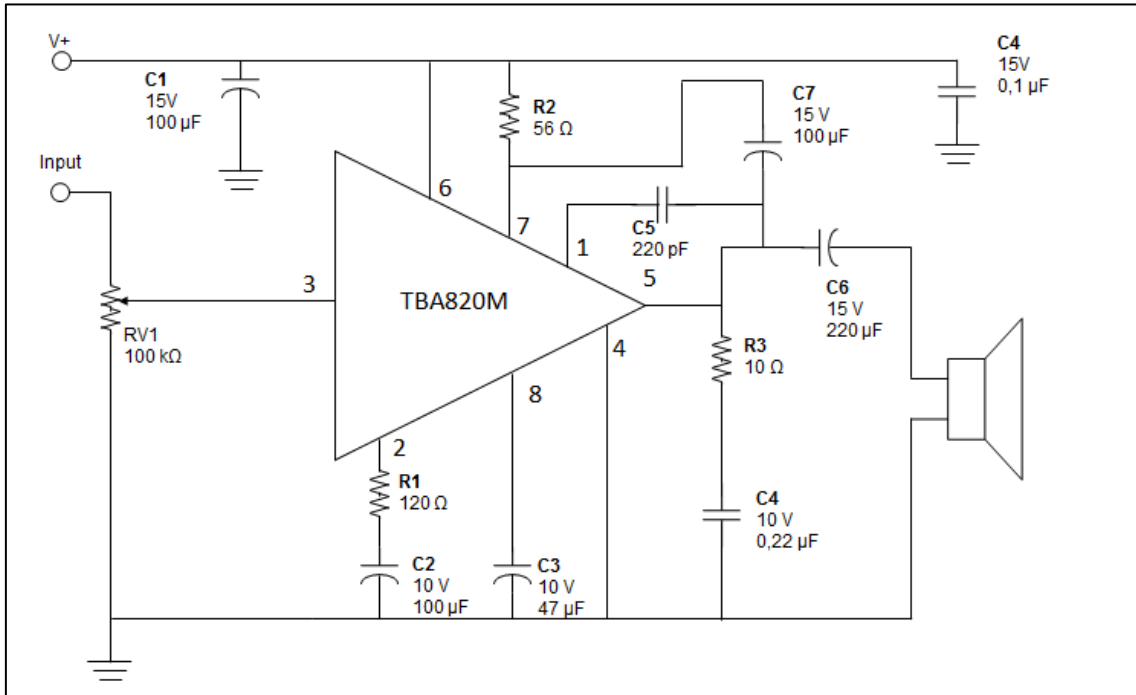 V+
C1
15V
100 µF
R2
56 Ω
C7
15 V
100 µF
C4
15V
0,1 µF
Input
6
7
1
C5
220 pF
5
3
TBA820M
RV1
100 kΩ
C6
15 V
220 µF
R3
10 Ω
4
8
2
R1
120 Ω
C2
10 V
100 µF
C3
10 V
47 µF
C4
10 V
0,22 µF